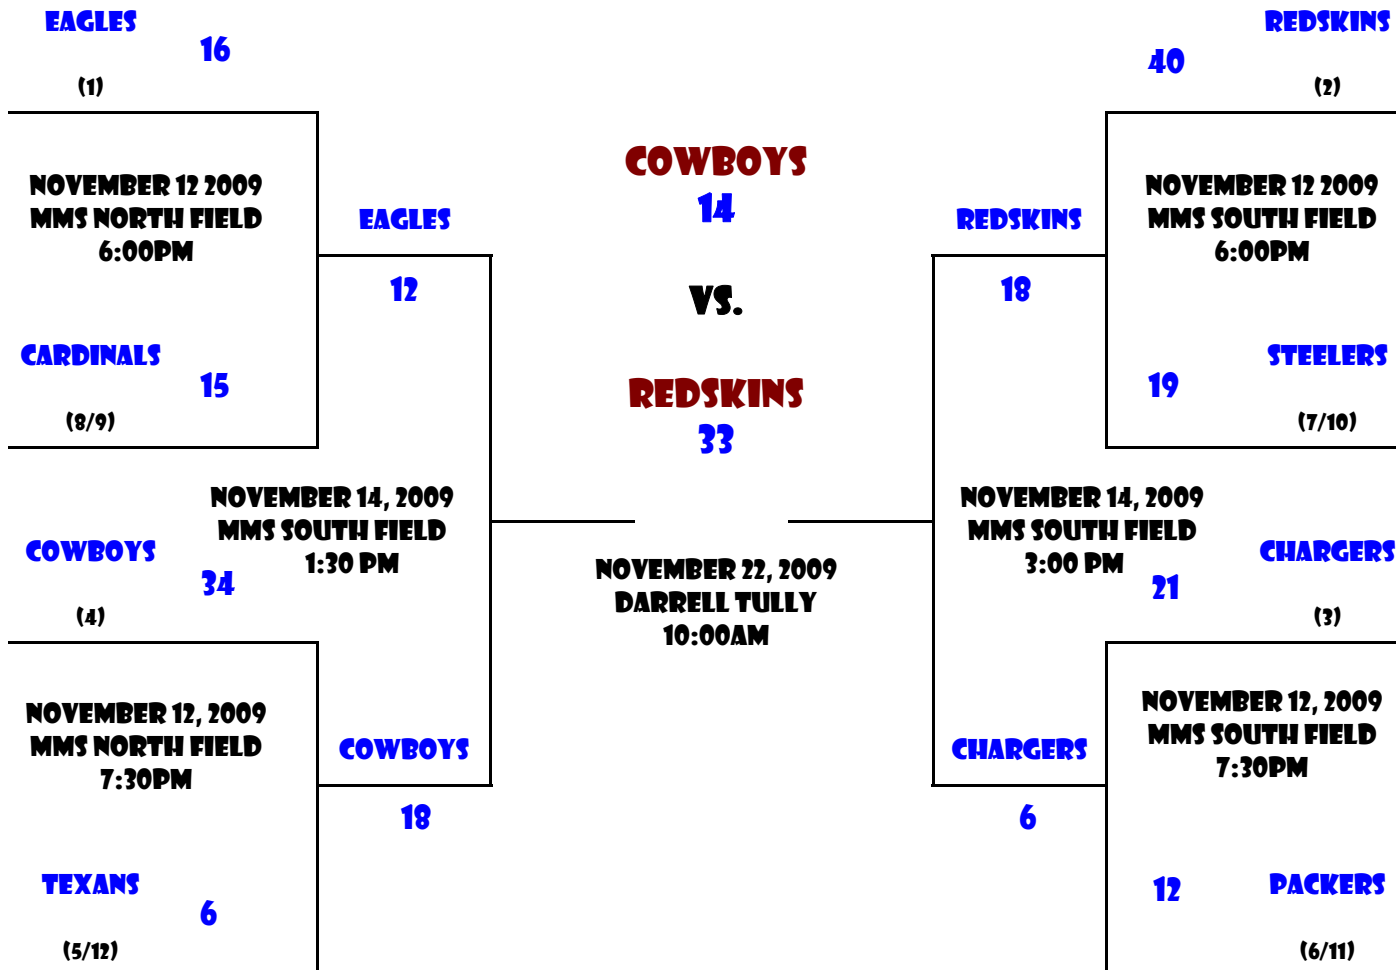 EAGLES
16
(1)
NOVEMBER 12 2009
MMS NORTH FIELD
6:00PM
CARDINALS
15
(8/9)
EAGLES
12
COWBOYS
34
(4)
NOVEMBER 14, 2009
MMS SOUTH FIELD
1:30 PM
NOVEMBER 12, 2009
MMS NORTH FIELD
7:30PM
COWBOYS
18
TEXANS
6
(5/12)
COWBOYS
14
VS.
REDSKINS
33
NOVEMBER 22, 2009
DARRELL TULLY
10:00AM
REDSKINS
40
(2)
NOVEMBER 12 2009
MMS SOUTH FIELD
6:00PM
REDSKINS
18
STEELERS
19
(7/10)
NOVEMBER 14, 2009
MMS SOUTH FIELD
3:00 PM
CHARGERS
21
(3)
NOVEMBER 12, 2009
MMS SOUTH FIELD
7:30PM
CHARGERS
6
12
PACKERS
(6/11)